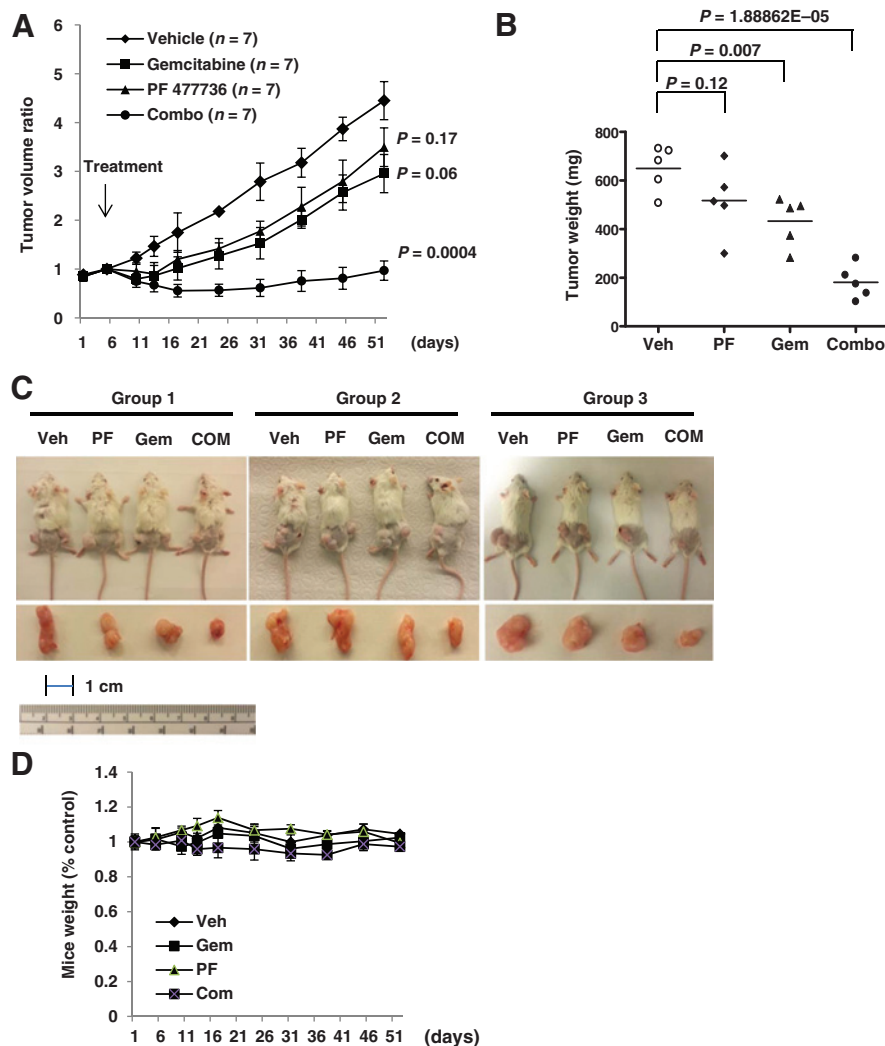 A
6
5
4
3
2
1
0
Tumor volume ratio
Vehicle (n = 7)
Gemcitabine (n = 7)
PF 477736 (n = 7)
Combo (n = 7)
Treatment
P = 0.17
P = 0.06
P = 0.0004
1 6 11 16 21 26 31 36 41 46 51 (days)
B
P = 1.88862E–05
P = 0.007
P = 0.12
800
600
400
200
0
Tumor weight (mg)
Veh PF Gem Combo
C
Group 1 Group 2 Group 3
Veh PF Gem COM Veh PF Gem COM Veh PF Gem COM
1 cm
D
1.4
1.2
1
0.8
0.6
0.4
0.2
0
Mice weight (% control)
Veh
Gem
PF
Com
1 6 11 16 21 26 31 36 41 46 51 (days)